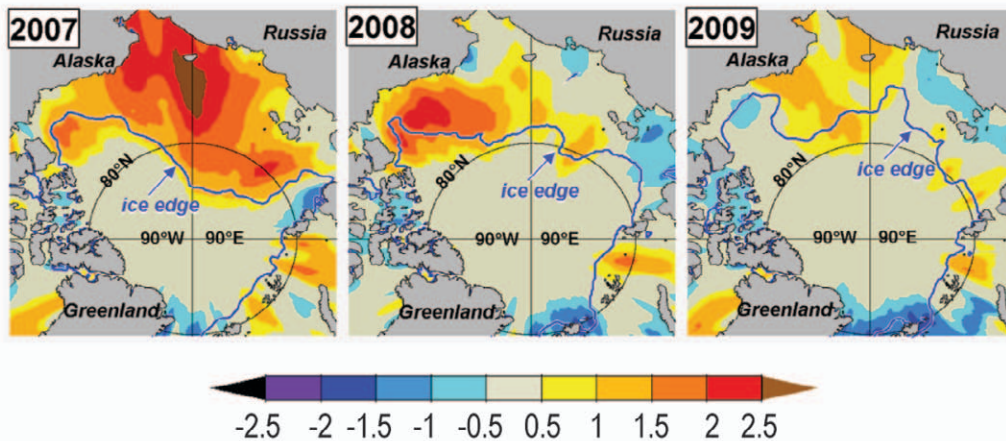 2007
Alaska
Russia
80°N
ice edge
90°W
90°E
Greenland
2008
Alaska
Russia
80°N
ice edge
90°W
90°E
Greenland
2009
Alaska
Russia
80°N
ice edge
90°W
90°E
Greenland
-2.5 -2 -1.5 -1 -0.5 0.5 1 1.5 2 2.5